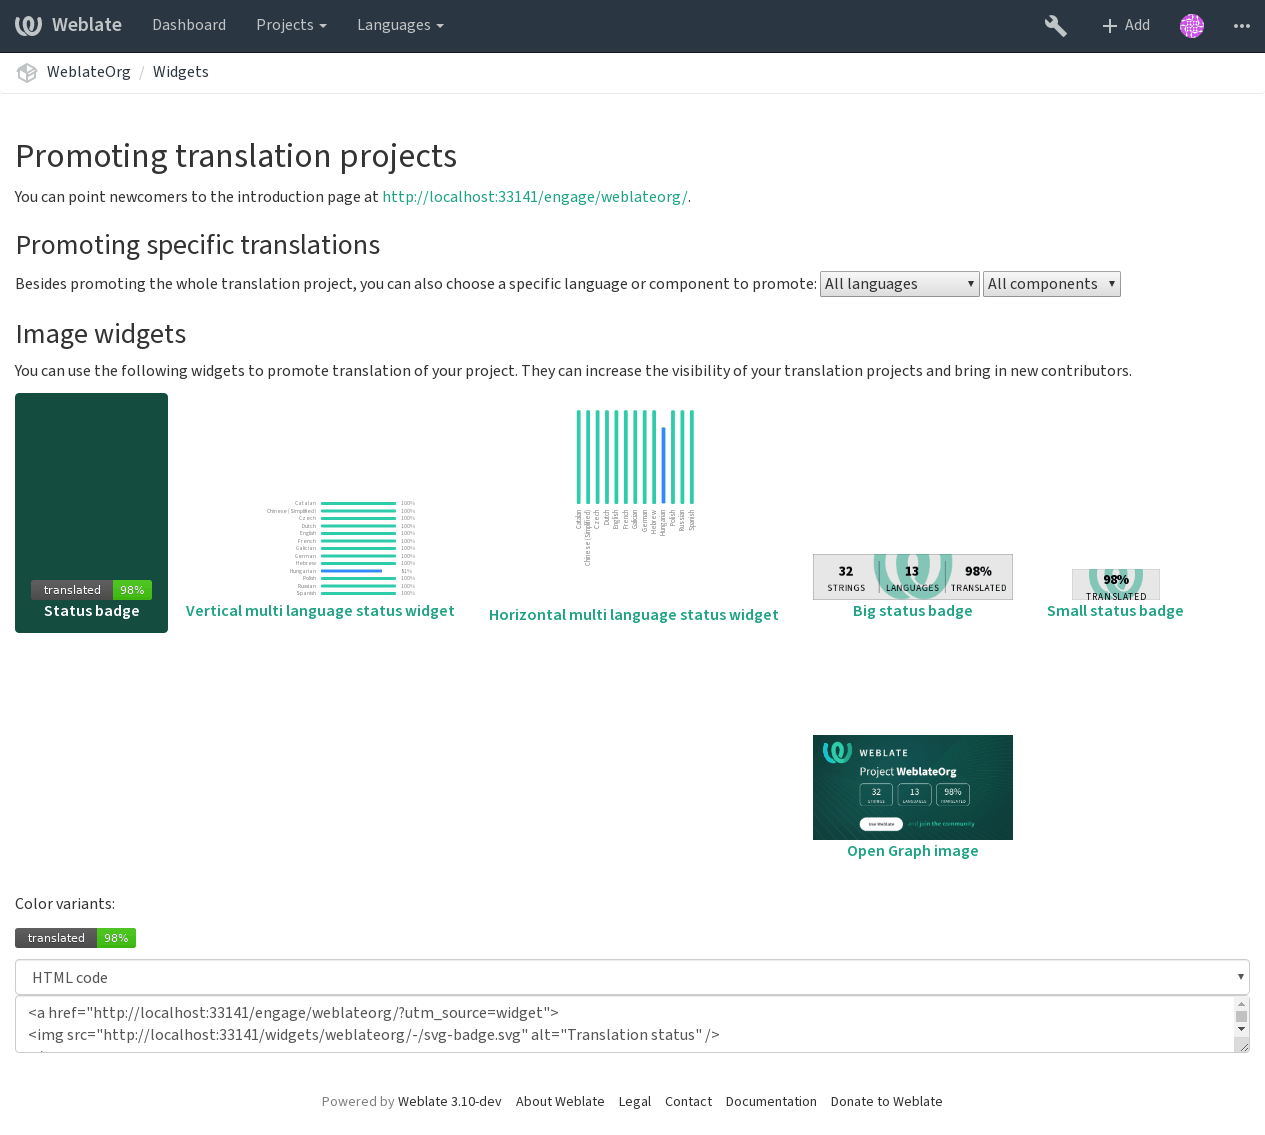 Weblate Dashboard Projects Languages Add
WeblateOrg / Widgets
Promoting translation projects
You can point newcomers to the introduction page at http://localhost:33141/engage/weblateorg/.
Promoting specific translations
Besides promoting the whole translation project, you can also choose a specific language or component to promote: All languages All components
Image widgets
You can use the following widgets to promote translation of your project. They can increase the visibility of your translation projects and bring in new contributors.
translated 98%
Status badge
Catalan 100%
Chinese (Simplified) 100%
Czech 100%
Dutch 100%
English 100%
French 100%
Galician 100%
German 100%
Hebrew 100%
Hungarian 81%
Polish 100%
Russian 100%
Spanish 100%
Vertical multi language status widget
Catalan
Chinese (Simplified)
Czech
Dutch
English
French
Galician
German
Hebrew
Hungarian
Polish
Russian
Spanish
Horizontal multi language status widget
32 13 98%
STRINGS LANGUAGES TRANSLATED
Big status badge
98%
TRANSLATED
Small status badge
WEBLATE
Project WeblateOrg
32 13 98%
STRINGS LANGUAGES TRANSLATED
Use Weblate and join the community
Open Graph image
Color variants:
translated 98%
HTML code
<a href="http://localhost:33141/engage/weblateorg/?utm_source=widget">
<img src="http://localhost:33141/widgets/weblateorg/-/svg-badge.svg" alt="Translation status" />
Powered by Weblate 3.10-dev About Weblate Legal Contact Documentation Donate to Weblate